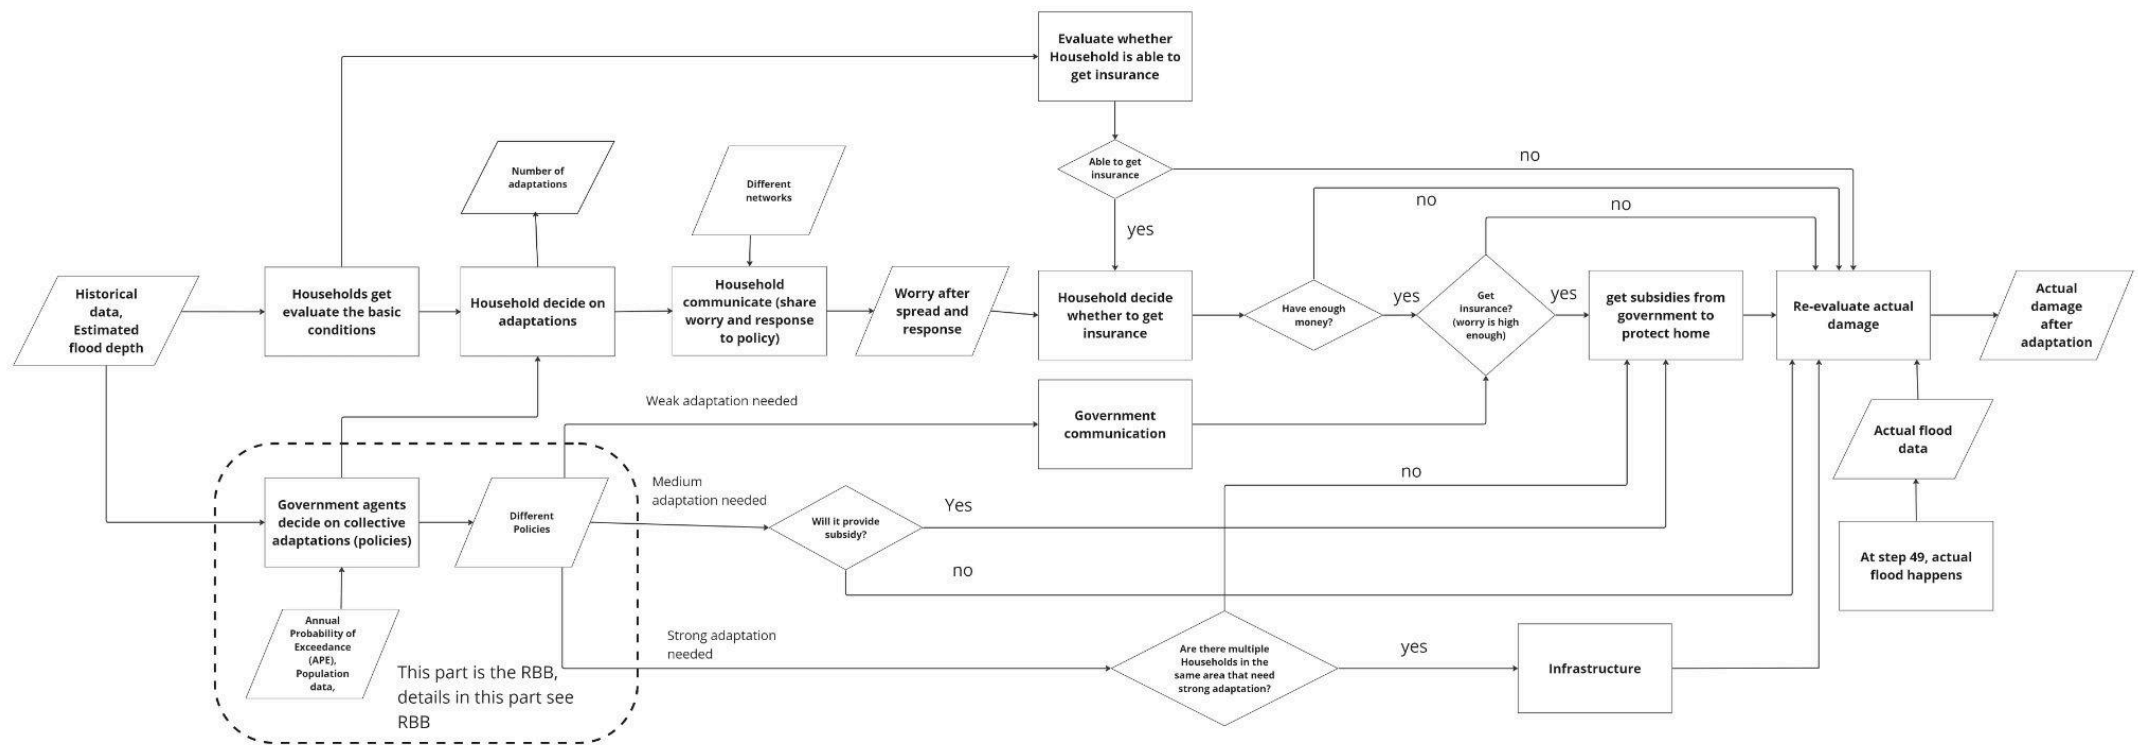 Evaluate whether
Household is able to
get insurance
Able to get
insurance
no
no
no
yes
Number of
adaptations
Different
networks
Historical
data,
Estimated
flood depth
Households get
evaluate the basic
conditions
Household decide on
adaptations
Household
communicate (share
worry and response
to policy)
Worry after
spread and
response
Household decide
whether to get
insurance
Have enough
money?
yes
Get
insurance?
(worry is high
enough)
yes
get subsidies from
government to
protect home
Re-evaluate actual
damage
Actual
damage
after
adaptation
Weak adaptation needed
Government
communication
Actual flood
data
At step 49, actual
flood happens
Government agents
decide on collective
adaptations (policies)
Different
Policies
Medium
adaptation needed
Will it provide
subsidy?
Yes
no
no
Annual
Probability of
Exceedance
(APE),
Population
data,
This part is the RBB,
details in this part see
RBB
Strong adaptation
needed
Are there multiple
Households in the
same area that need
strong adaptation?
yes
Infrastructure